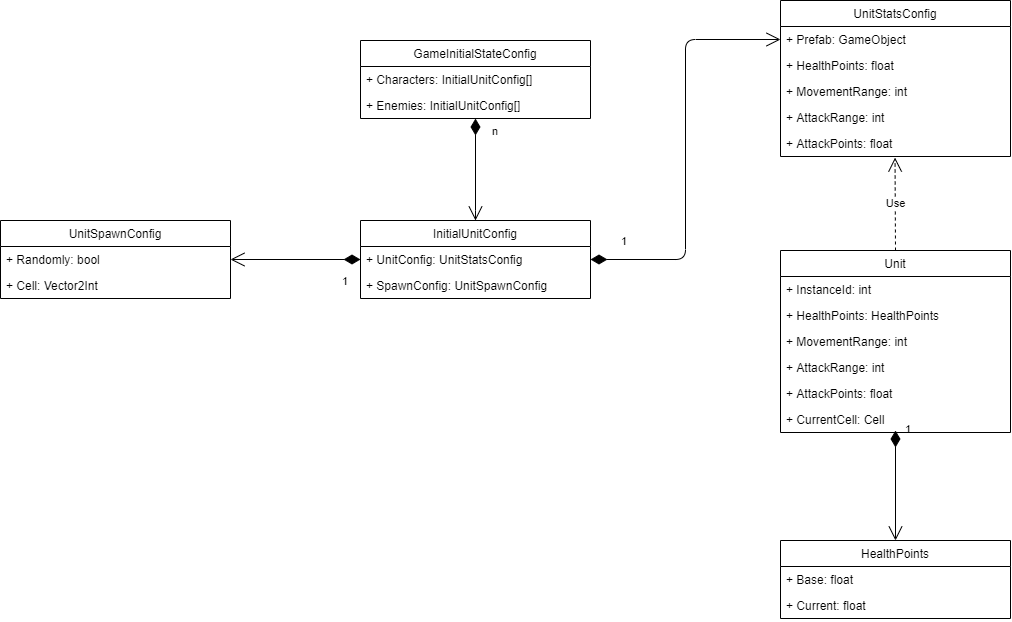 GameInitialStateConfig
+ Characters: InitialUnitConfig[]
+ Enemies: InitialUnitConfig[]
n
UnitSpawnConfig
+ Randomly: bool
+ Cell: Vector2Int
1
InitialUnitConfig
+ UnitConfig: UnitStatsConfig
+ SpawnConfig: UnitSpawnConfig
1
UnitStatsConfig
+ Prefab: GameObject
+ HealthPoints: float
+ MovementRange: int
+ AttackRange: int
+ AttackPoints: float
Use
Unit
+ InstanceId: int
+ HealthPoints: HealthPoints
+ MovementRange: int
+ AttackRange: int
+ AttackPoints: float
+ CurrentCell: Cell
1
HealthPoints
+ Base: float
+ Current: float